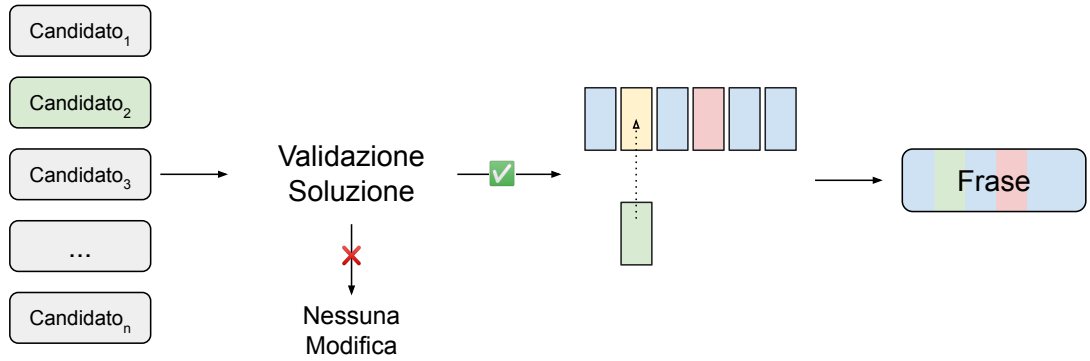 Candidato1
Candidato2
Candidato3
...
Candidaton
Validazione
Soluzione
Nessuna
Modifica
Frase